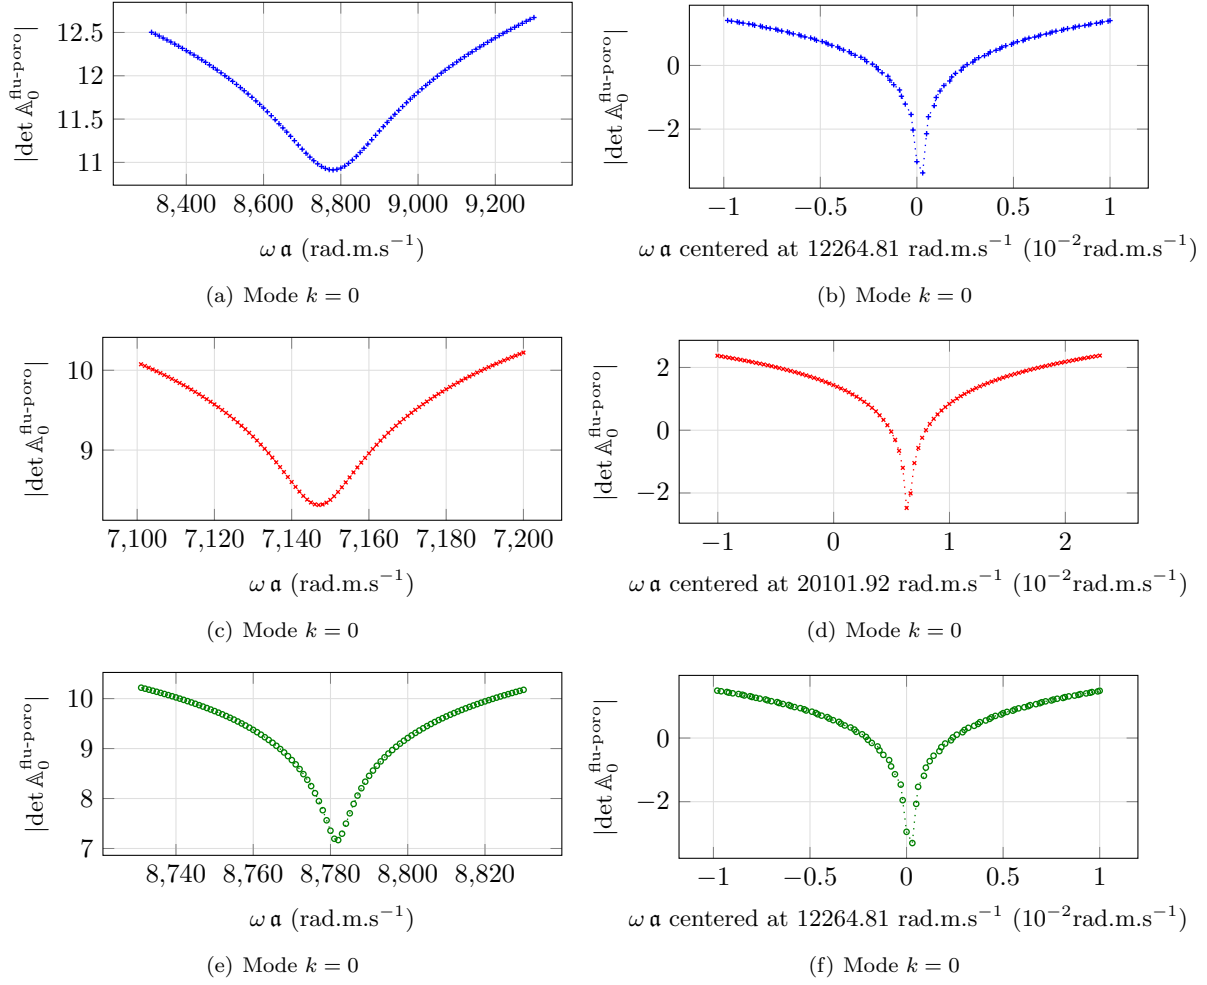 |det 𝔸₀^flu-poro|
12.5
12
11.5
11
8,400 8,600 8,800 9,000 9,200
ω 𝔞 (rad.m.s⁻¹)
(a) Mode k = 0
|det 𝔸₀^flu-poro|
0
−2
−1 −0.5 0 0.5 1
ω 𝔞 centered at 12264.81 rad.m.s⁻¹ (10⁻²rad.m.s⁻¹)
(b) Mode k = 0
|det 𝔸₀^flu-poro|
10
9
7,100 7,120 7,140 7,160 7,180 7,200
ω 𝔞 (rad.m.s⁻¹)
(c) Mode k = 0
|det 𝔸₀^flu-poro|
2
0
−2
−1 0 1 2
ω 𝔞 centered at 20101.92 rad.m.s⁻¹ (10⁻²rad.m.s⁻¹)
(d) Mode k = 0
|det 𝔸₀^flu-poro|
10
9
8
7
8,740 8,760 8,780 8,800 8,820
ω 𝔞 (rad.m.s⁻¹)
(e) Mode k = 0
|det 𝔸₀^flu-poro|
0
−2
−1 −0.5 0 0.5 1
ω 𝔞 centered at 12264.81 rad.m.s⁻¹ (10⁻²rad.m.s⁻¹)
(f) Mode k = 0